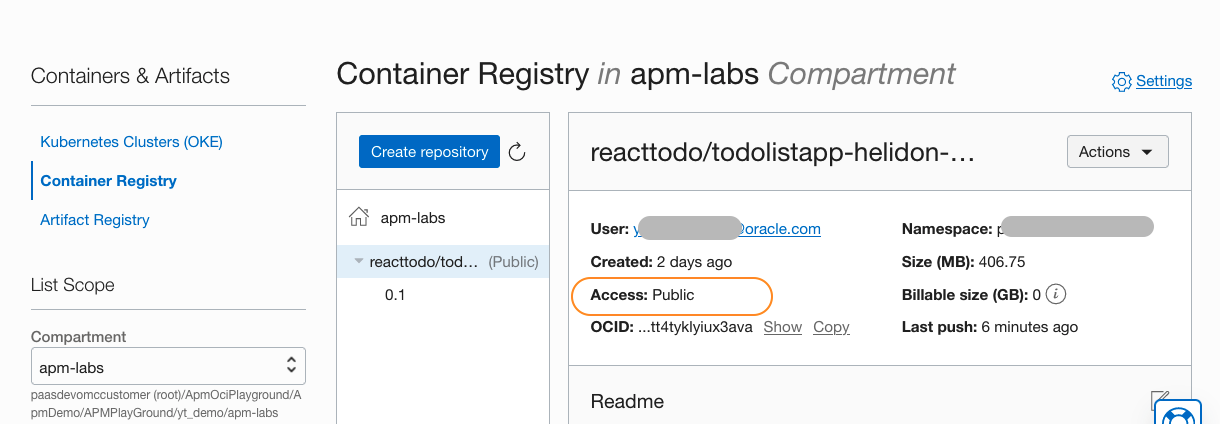 Containers & Artifacts
Kubernetes Clusters (OKE)
Container Registry
Artifact Registry
List Scope
Compartment
apm-labs
paasdevomccustomer (root)/ApmOciPlayground/A
pmDemo/APMPlayGround/yt_demo/apm-labs
Container Registry in apm-labs Compartment
Settings
Create repository
apm-labs
reacttodo/tod... (Public)
0.1
reacttodo/todolistapp-helidon-...
Actions
User: y @oracle.com
Created: 2 days ago
Access: Public
OCID: ...tt4tyklyiux3ava Show Copy
Namespace: p
Size (MB): 406.75
Billable size (GB): 0
Last push: 6 minutes ago
Readme